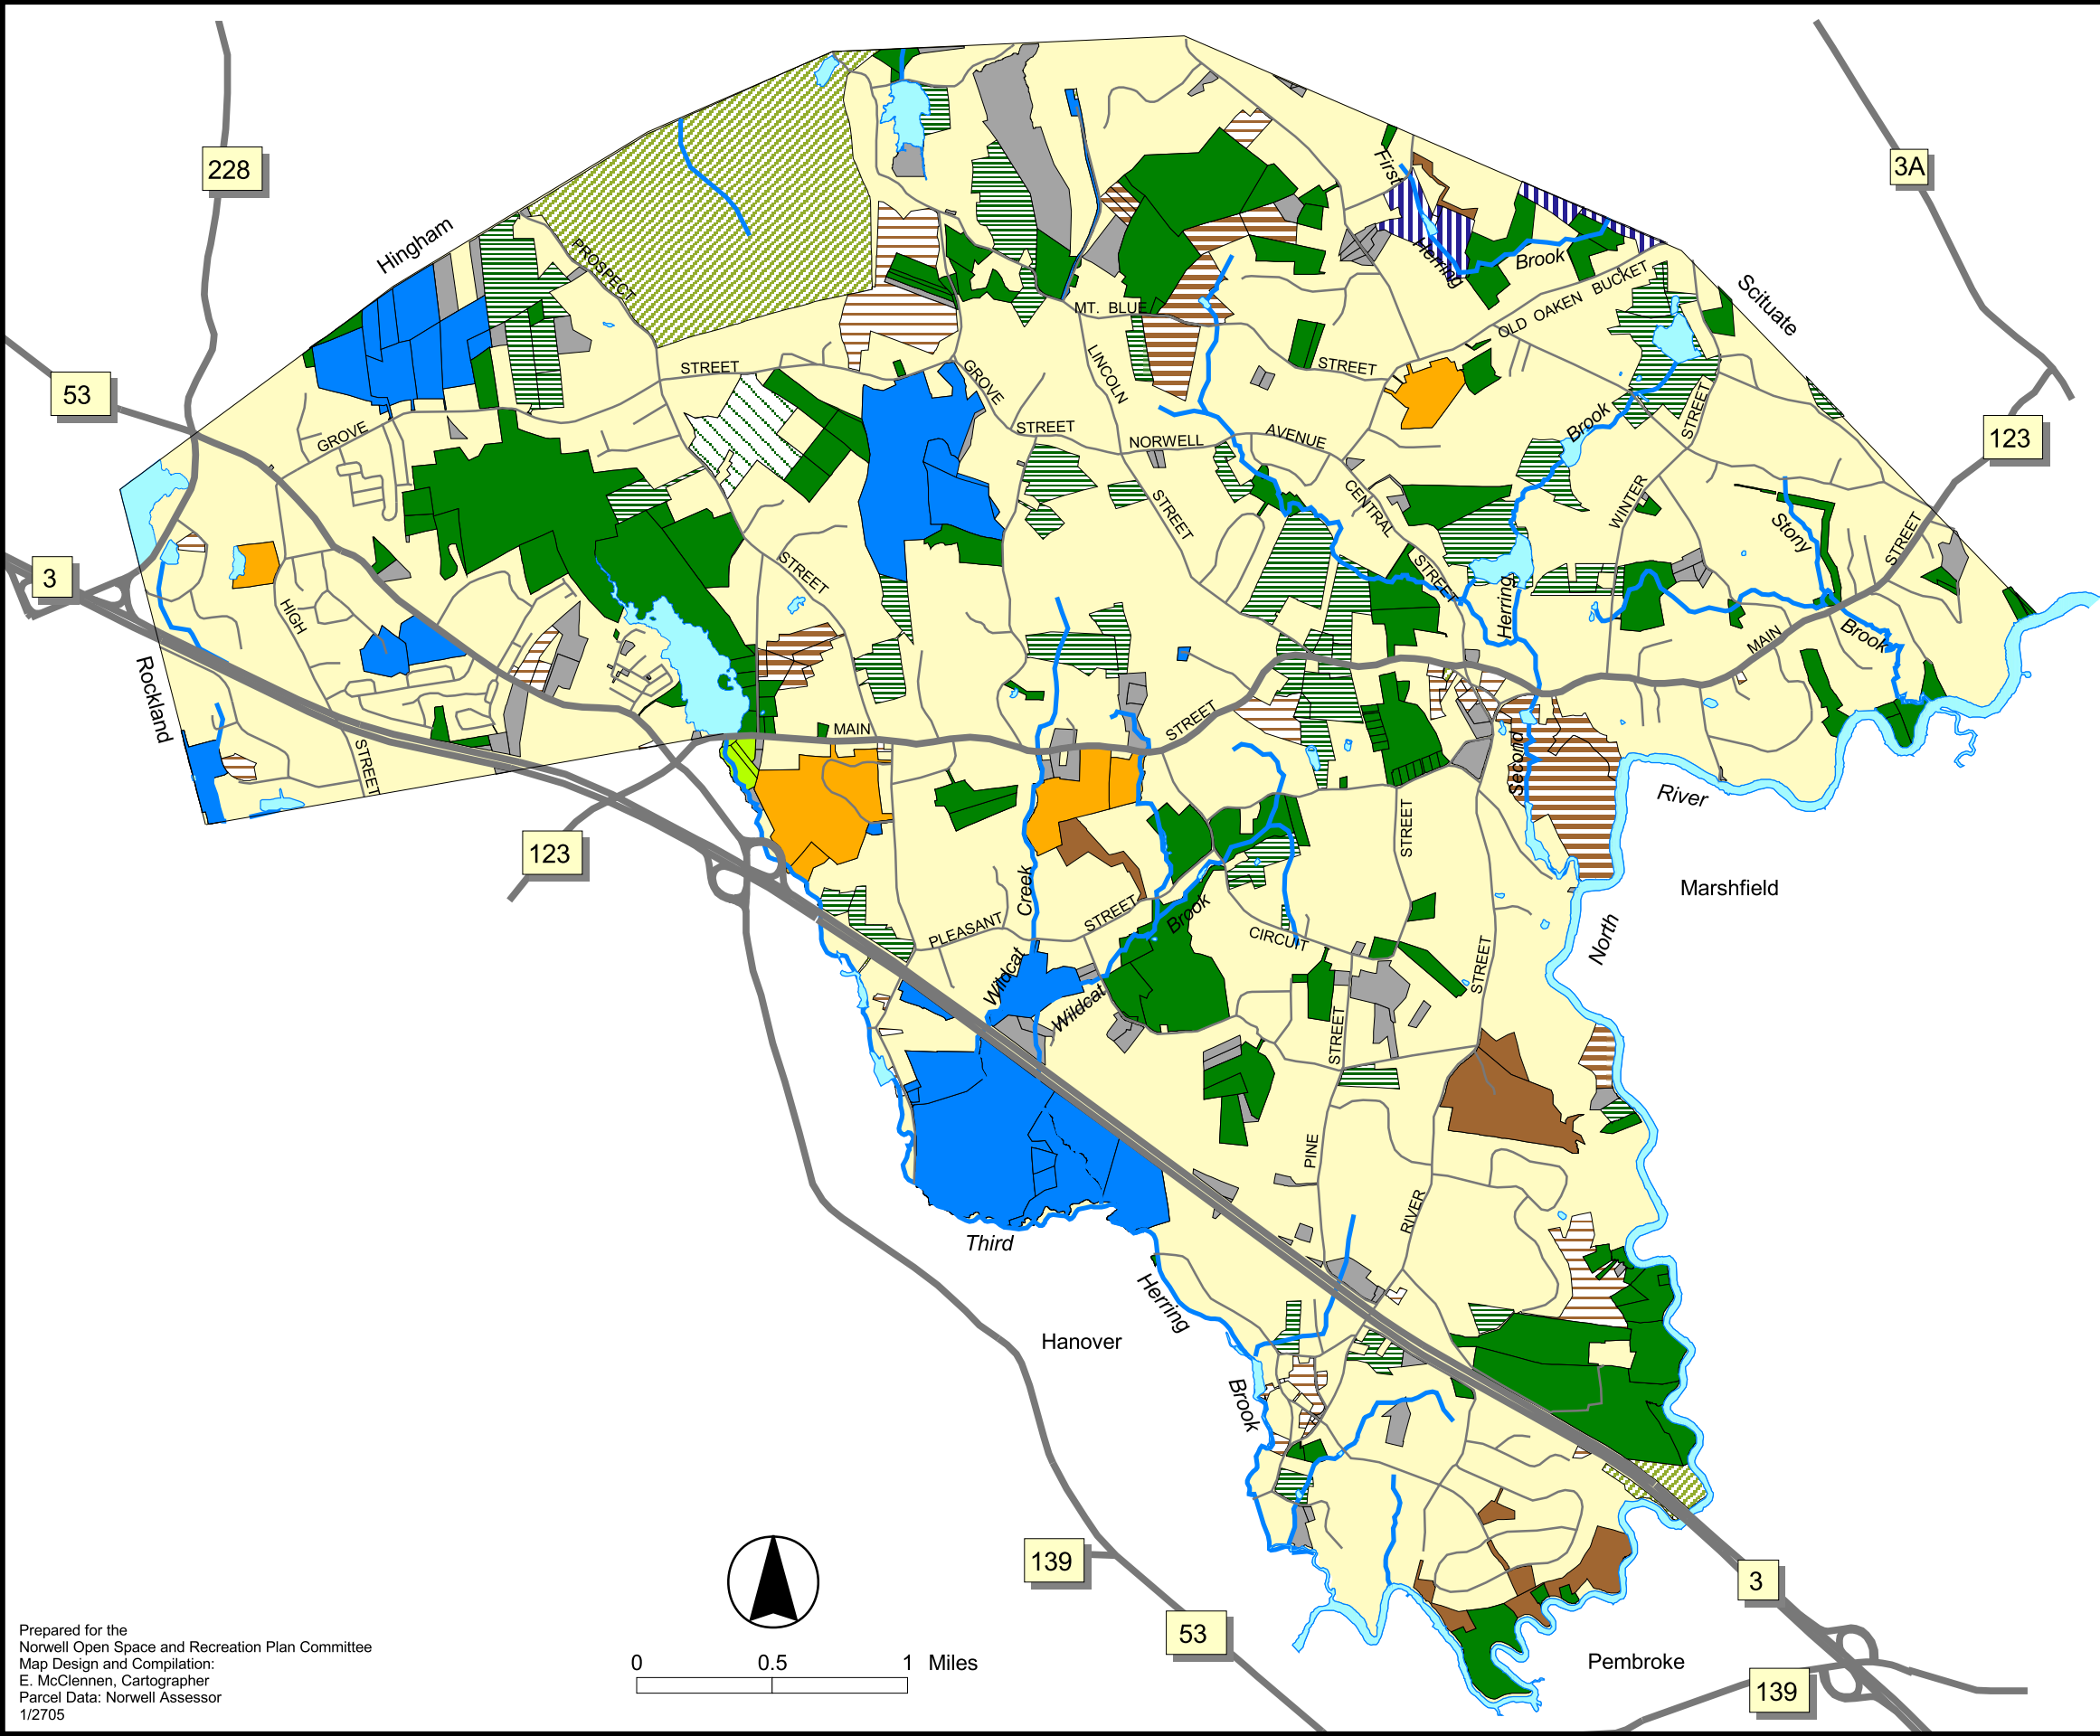 228
3A
First
Hingham
PROSPECT
Herring
Brook
OLD OAKEN BUCKET
Scituate
MT. BLUE
53
STREET
GROVE
LINCOLN
STREET
123
GROVE
STREET
NORWELL
AVENUE
Brook
STREET
STREET
CENTRAL
WINTER
Stony
STREET
3
STREET
STREET
HIGH
Herring
Brook
MAIN
Rockland
STREET
MAIN
STREET
Second
River
123
STREET
Creek
Marshfield
PLEASANT
STREET
Brook
CIRCUIT
North
STREET
Wildcat
Wildcat
STREET
PINE
RIVER
Third
Herring
Hanover
Brook
139
53
3
Pembroke
139
0 0.5 1 Miles
Prepared for the
Norwell Open Space and Recreation Plan Committee
Map Design and Compilation:
E. McClennen, Cartographer
Parcel Data: Norwell Assessor
1/2705